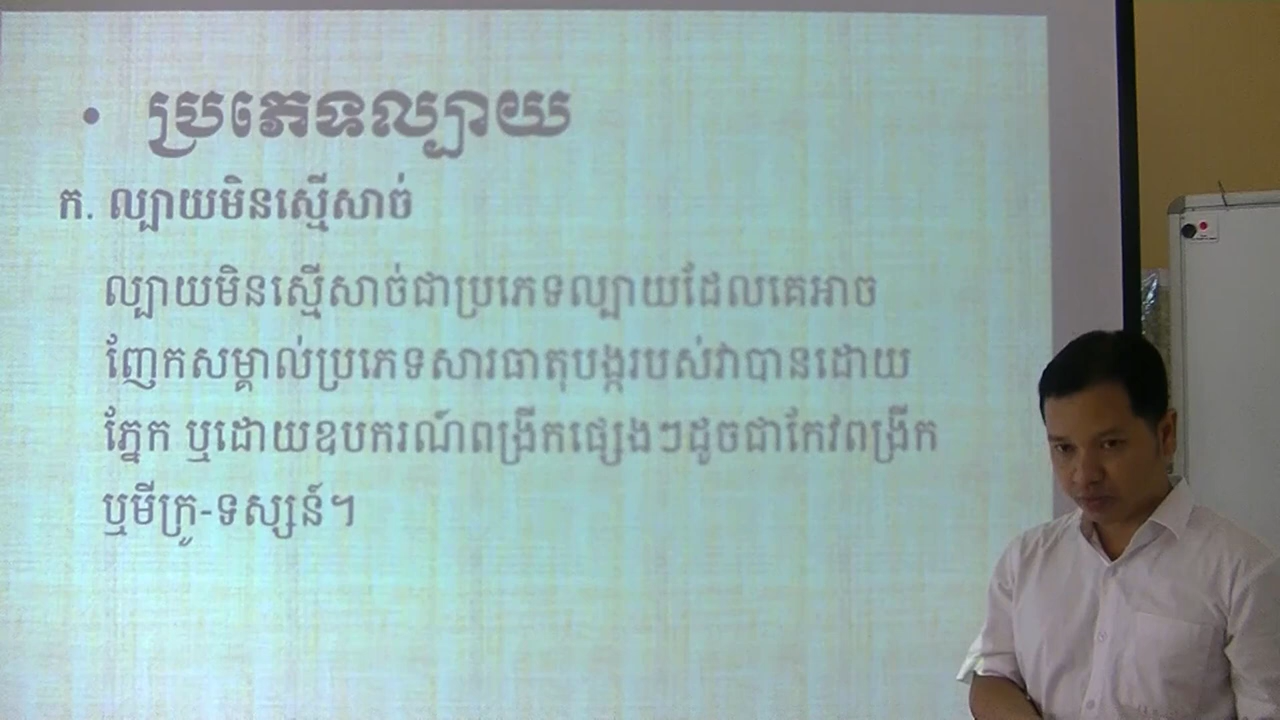 • ប្រភេទល្បាយ
ក. ល្បាយមិនស្មើសាច់
ល្បាយមិនស្មើសាច់ជាប្រភេទល្បាយដែលគេអាច
ញែកសម្គាល់ប្រភេទសារធាតុបង្ករបស់វាបានដោយ
ភ្នែក ឬដោយឧបករណ៍ពង្រីកផ្សេងៗដូចជាកែវពង្រីក
ឬមីក្រូ-ទស្សន៍។